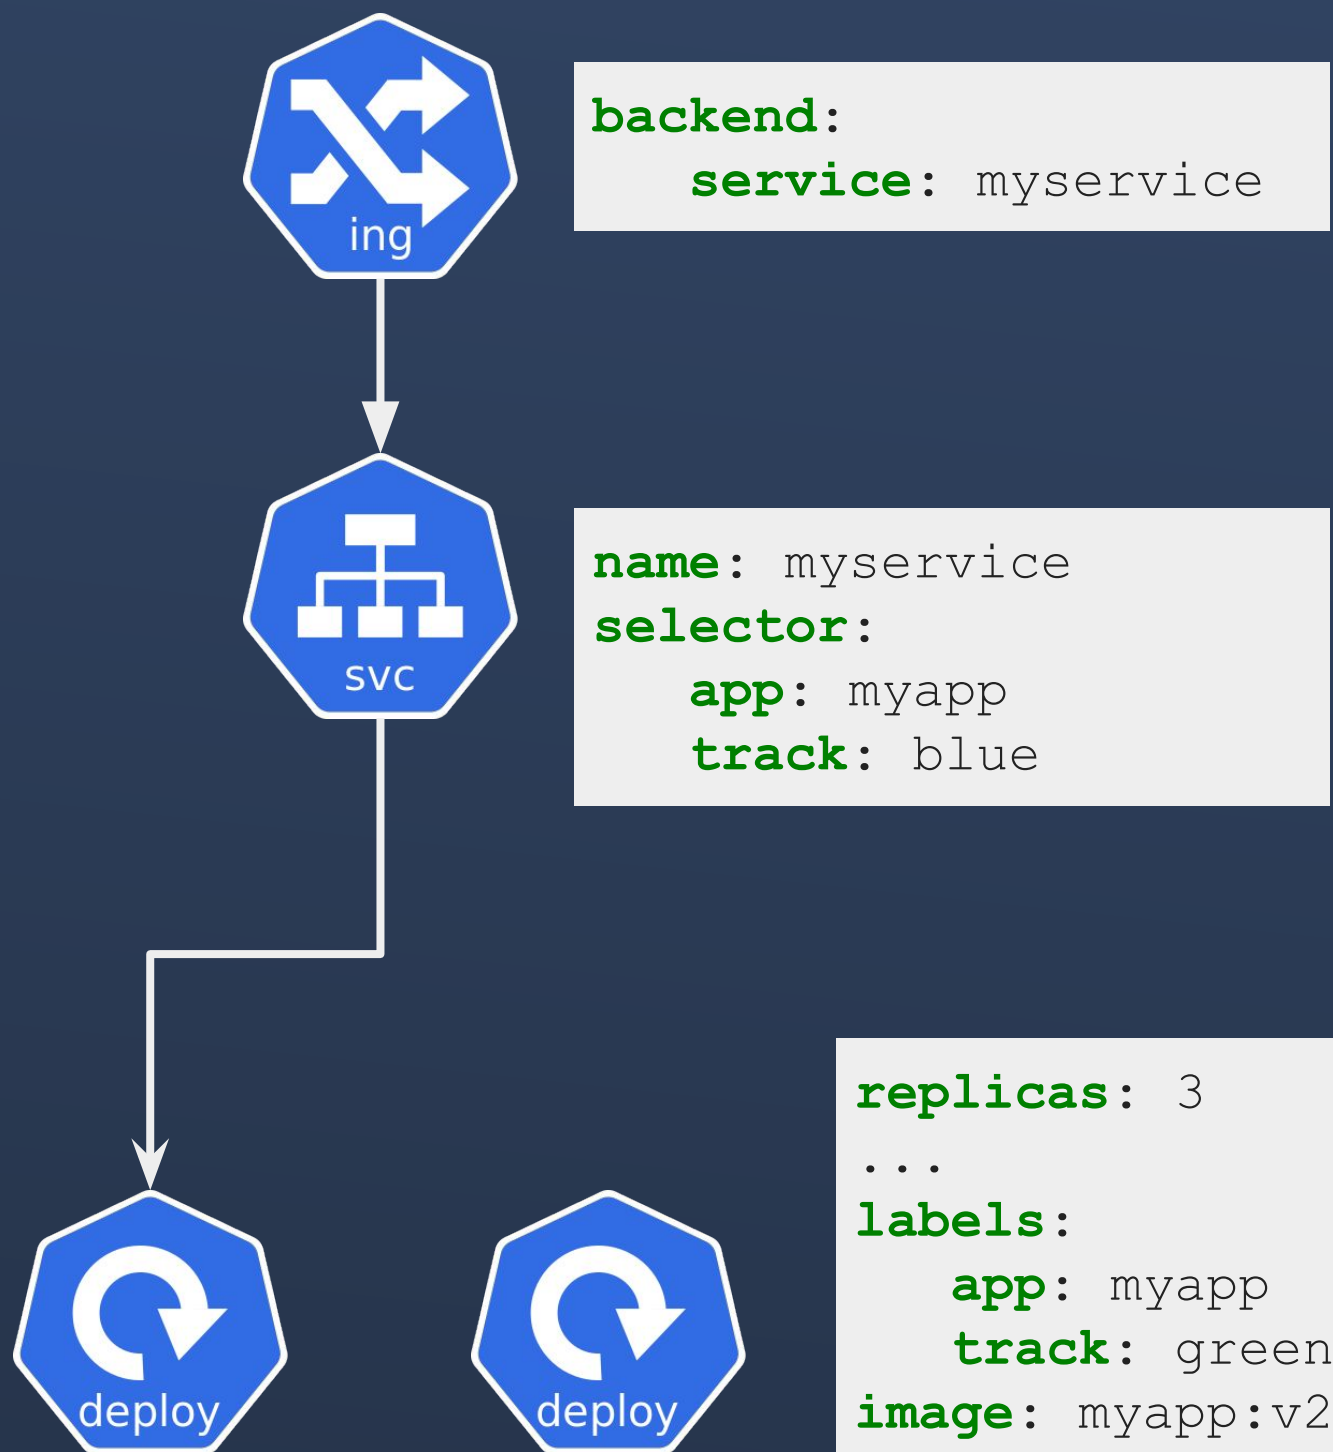 ing
backend:
service: myservice
svc
name: myservice
selector:
app: myapp
track: blue
deploy
deploy
replicas: 3
...
labels:
app: myapp
track: green
image: myapp:v2